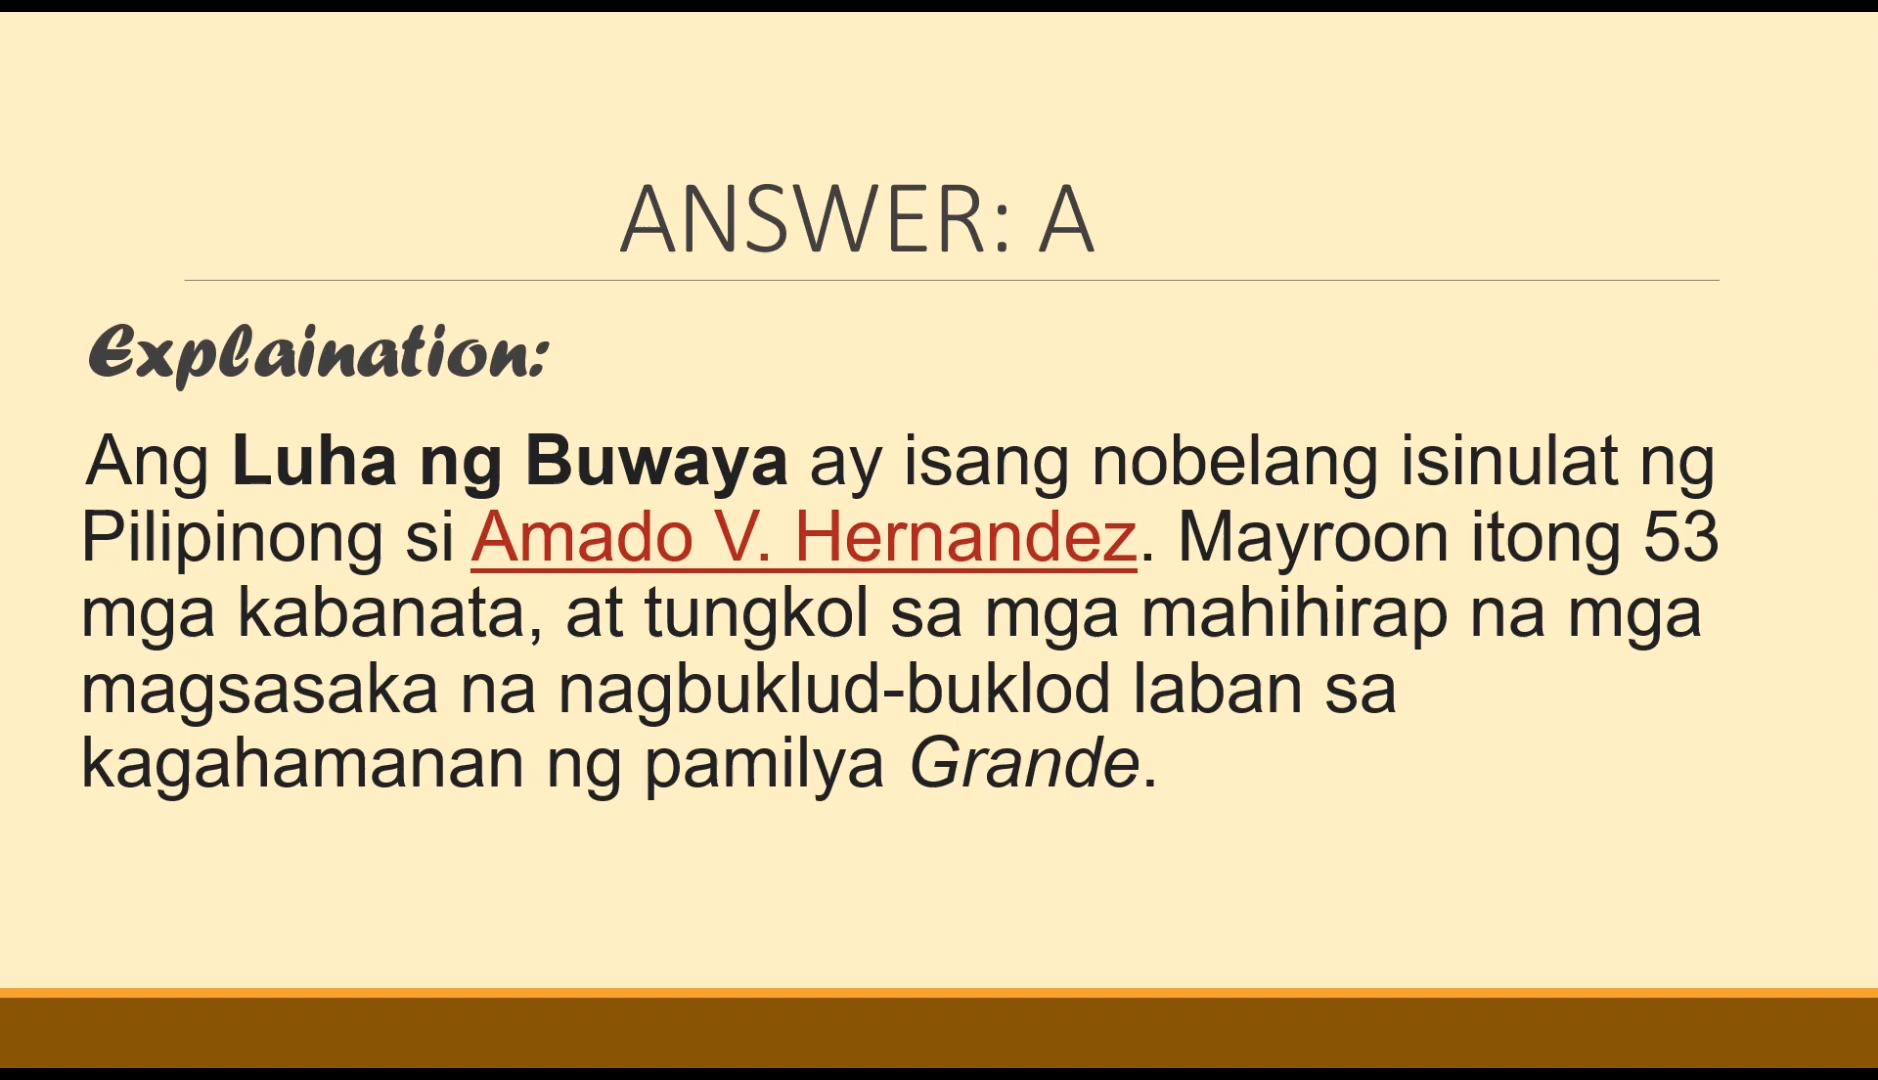 ANSWER: A
Explaination:
Ang Luha ng Buwaya ay isang nobelang isinulat ng
Pilipinong si Amado V. Hernandez. Mayroon itong 53
mga kabanata, at tungkol sa mga mahihirap na mga
magsasaka na nagbuklud-buklod laban sa
kagahamanan ng pamilya Grande.